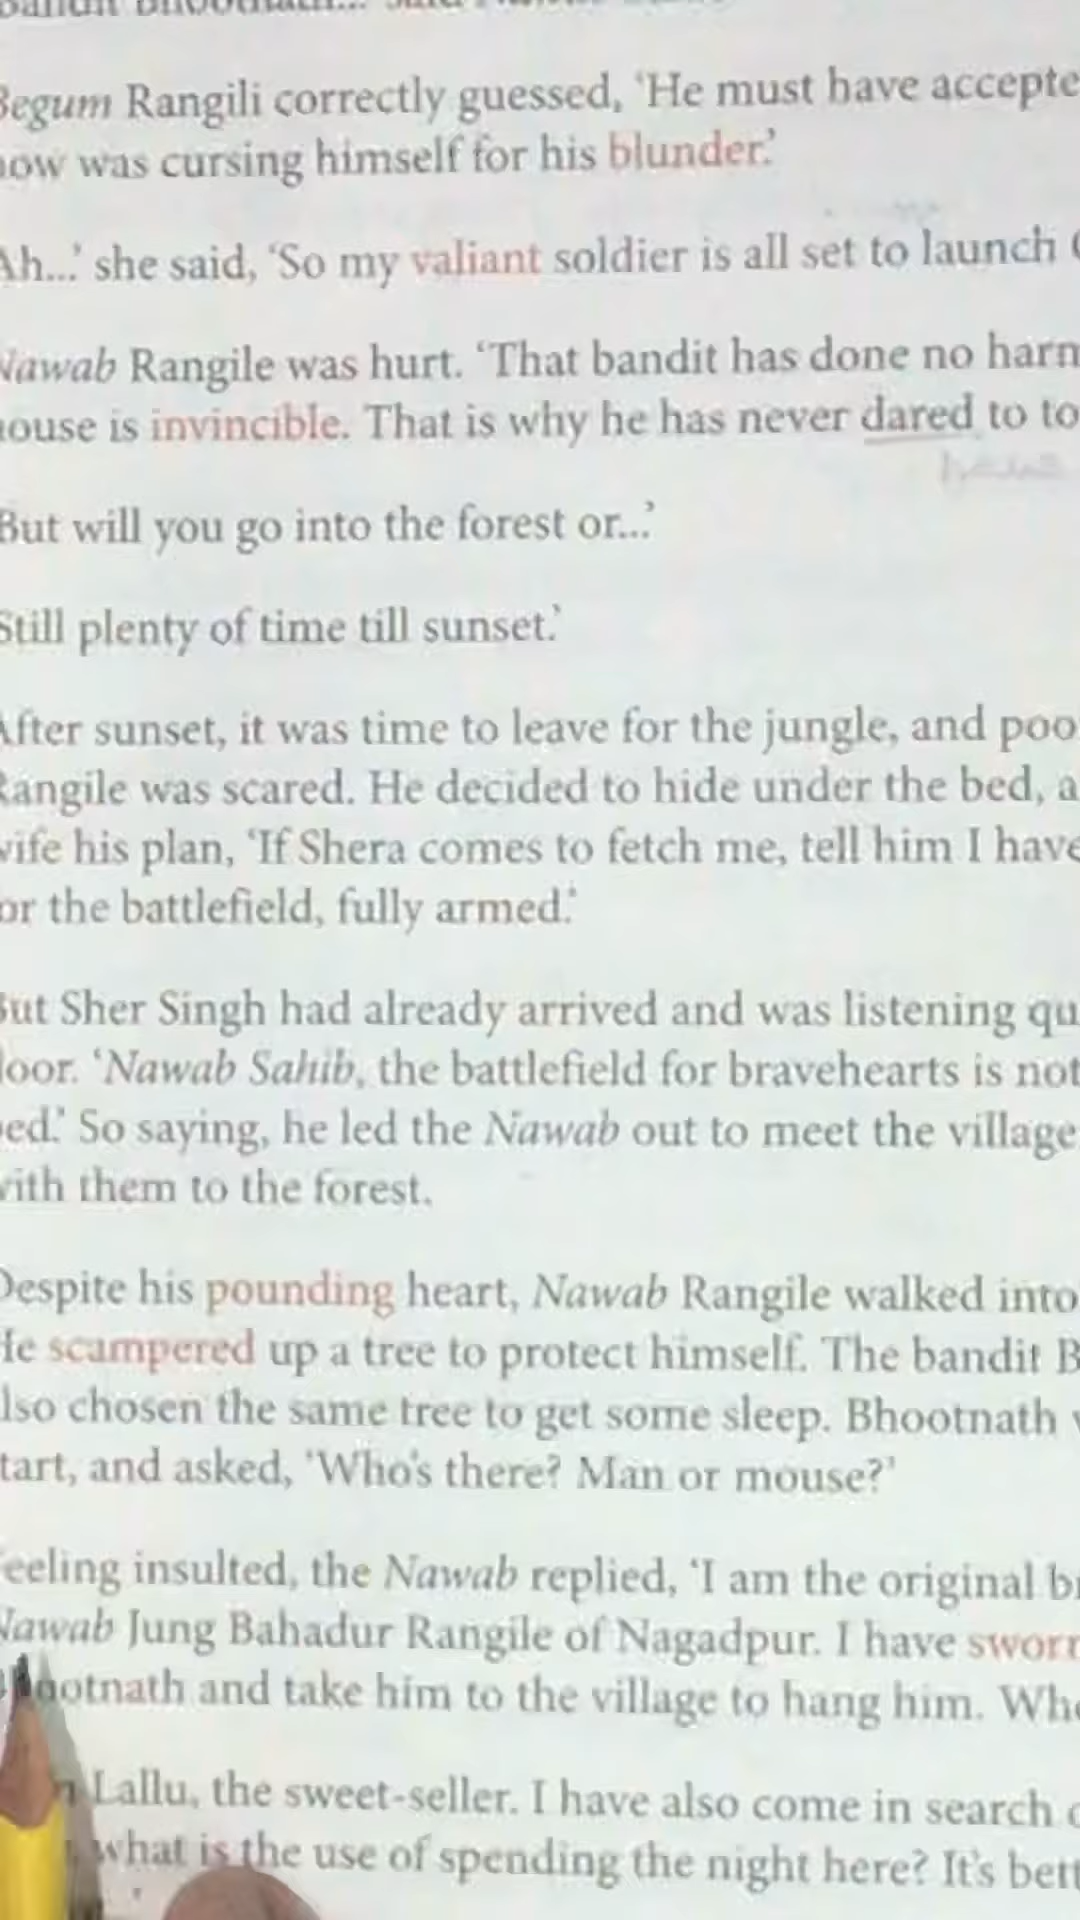 Begum Rangili correctly guessed, ‘He must have accepte
now was cursing himself for his blunder.’
Ah...’ she said, ‘So my valiant soldier is all set to launch
Nawab Rangile was hurt. ‘That bandit has done no harm
house is invincible. That is why he has never dared to to
But will you go into the forest or...’
Still plenty of time till sunset.’
After sunset, it was time to leave for the jungle, and poo
Rangile was scared. He decided to hide under the bed, a
wife his plan, ‘If Shera comes to fetch me, tell him I have
or the battlefield, fully armed.’
But Sher Singh had already arrived and was listening qu
door. ‘Nawab Sahib, the battlefield for bravehearts is not
bed.’ So saying, he led the Nawab out to meet the village
with them to the forest.
Despite his pounding heart, Nawab Rangile walked into
He scampered up a tree to protect himself. The bandit B
lso chosen the same tree to get some sleep. Bhootnath
tart, and asked, ‘Who's there? Man or mouse?’
Feeling insulted, the Nawab replied, ‘I am the original br
Nawab Jung Bahadur Rangile of Nagadpur. I have sworn
Bhootnath and take him to the village to hang him. Who
Lallu, the sweet-seller. I have also come in search o
what is the use of spending the night here? It's bett